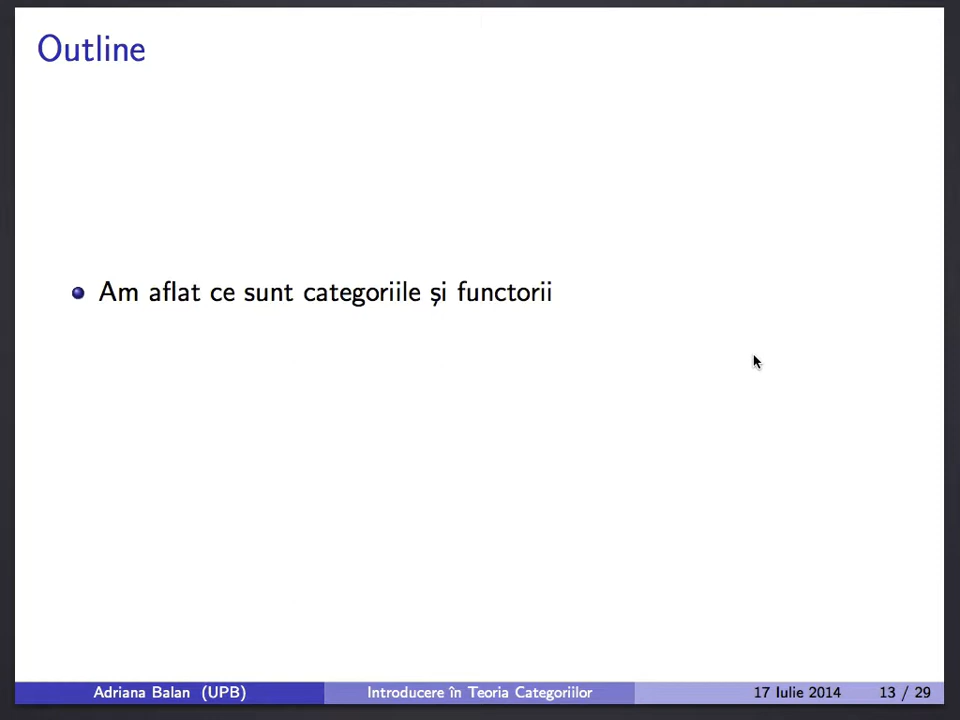 Outline
Am aflat ce sunt categoriile și functorii
Adriana Balan (UPB) Introducere în Teoria Categoriilor 17 Iulie 2014 13 / 29